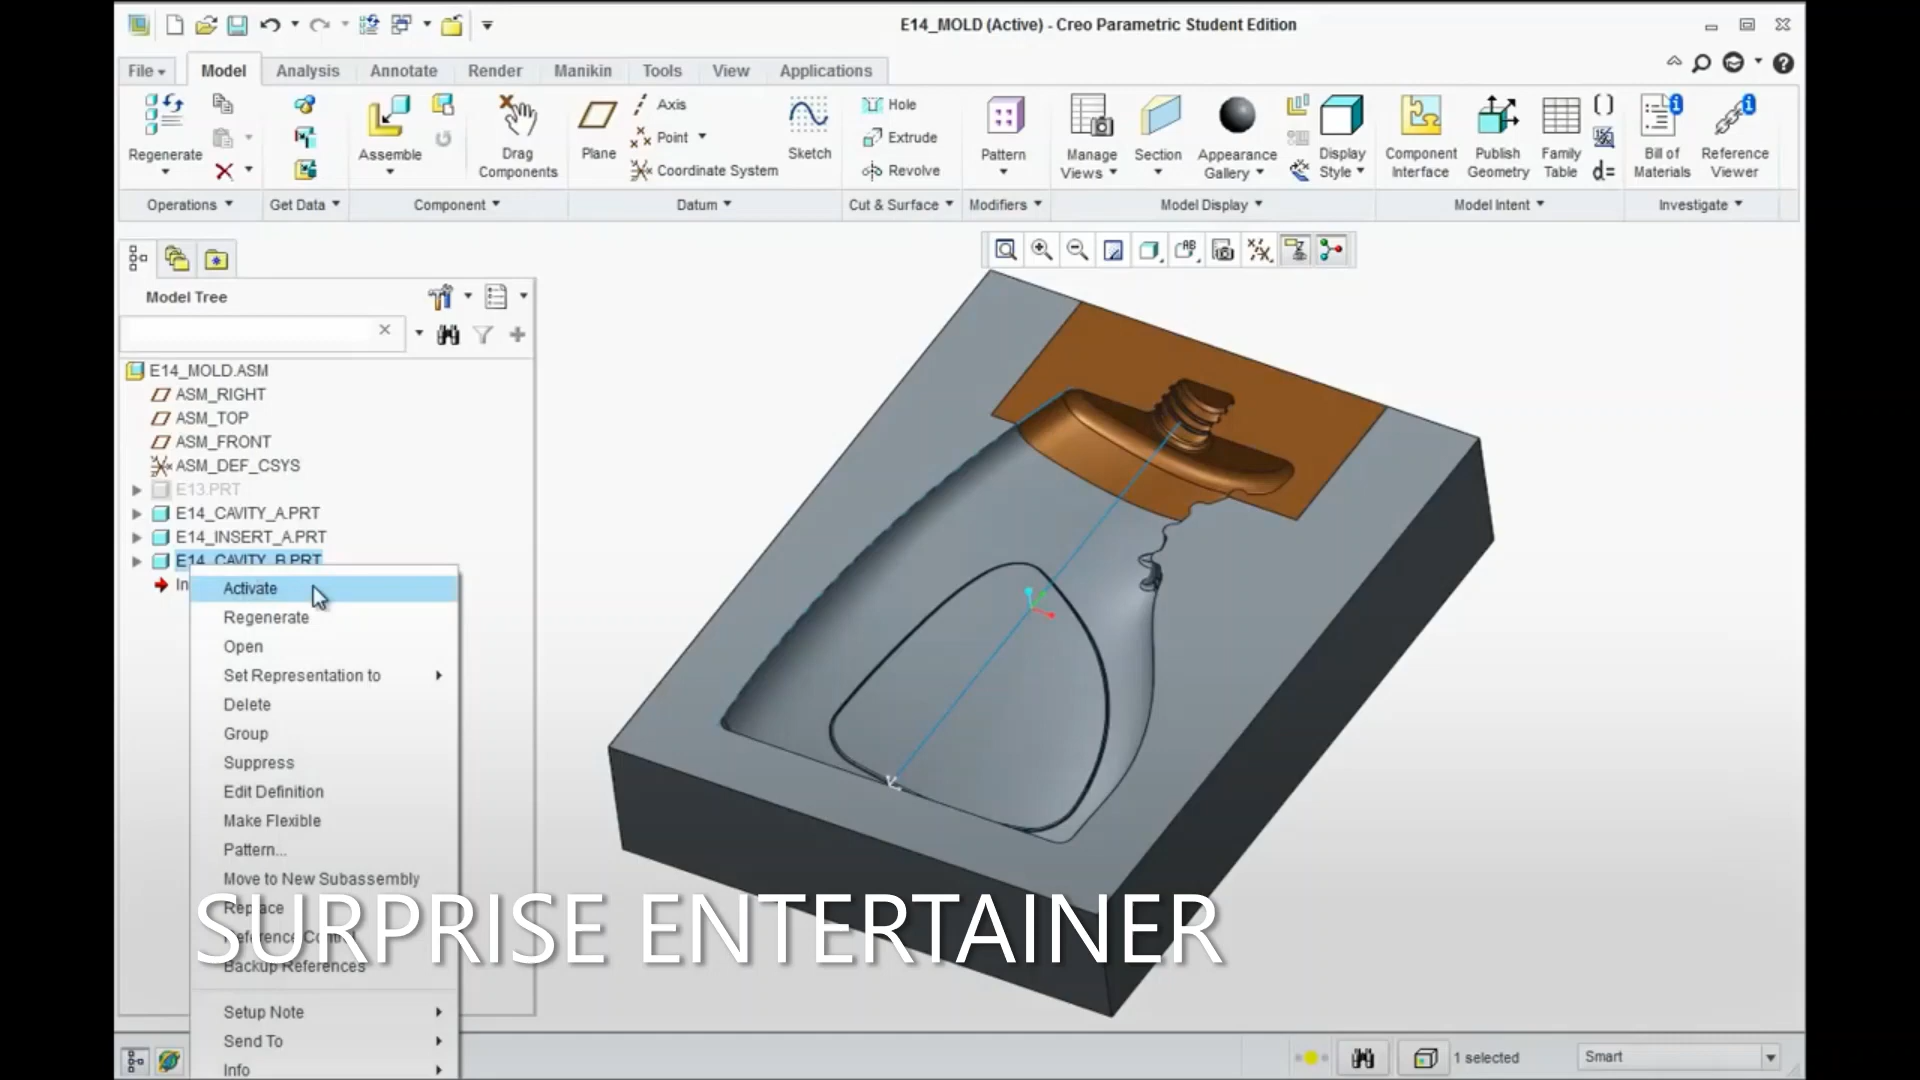 E14_MOLD (Active) - Creo Parametric Student Edition
File Model Analysis Annotate Render Manikin Tools View Applications
Regenerate
Assemble
Drag Components
Plane
Axis
Point
Coordinate System
Sketch
Hole
Extrude
Revolve
Pattern
Manage Views
Section
Appearance Gallery
Display Style
Component Interface
Publish Geometry
Family Table
d=
Bill of Materials
Reference Viewer
Operations Get Data Component Datum Cut & Surface Modifiers Model Display Model Intent Investigate
Model Tree
E14_MOLD.ASM
ASM_RIGHT
ASM_TOP
ASM_FRONT
ASM_DEF_CSYS
E13.PRT
E14_CAVITY_A.PRT
E14_INSERT_A.PRT
E14_CAVITY_B.PRT
In
Activate
Regenerate
Open
Set Representation to
Delete
Group
Suppress
Edit Definition
Make Flexible
Pattern...
Move to New Subassembly
Replace
Reference Control
Backup References
SURPRISE ENTERTAINER
Setup Note
Send To
Info
1 selected
Smart